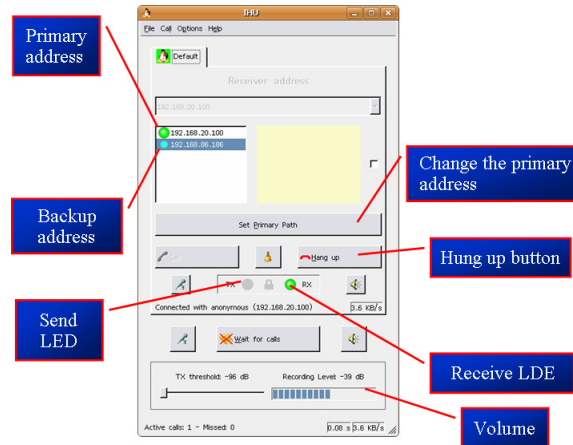 IHU
File Call Options Help
Default
Receiver address
192.168.20.100
192.168.20.100
192.168.86.186
Set Primary Path
Hang up
TX RX
Connected with anonymous (192.168.20.100) 3.6 KB/s
Wait for calls
TX threshold: -96 dB Recording Level -39 dB
Active calls: 1 - Missed: 0 0.08 s 3.6 KB/s
Primary
address
Backup
address
Send
LED
Change the primary
address
Hung up button
Receive LDE
Volume